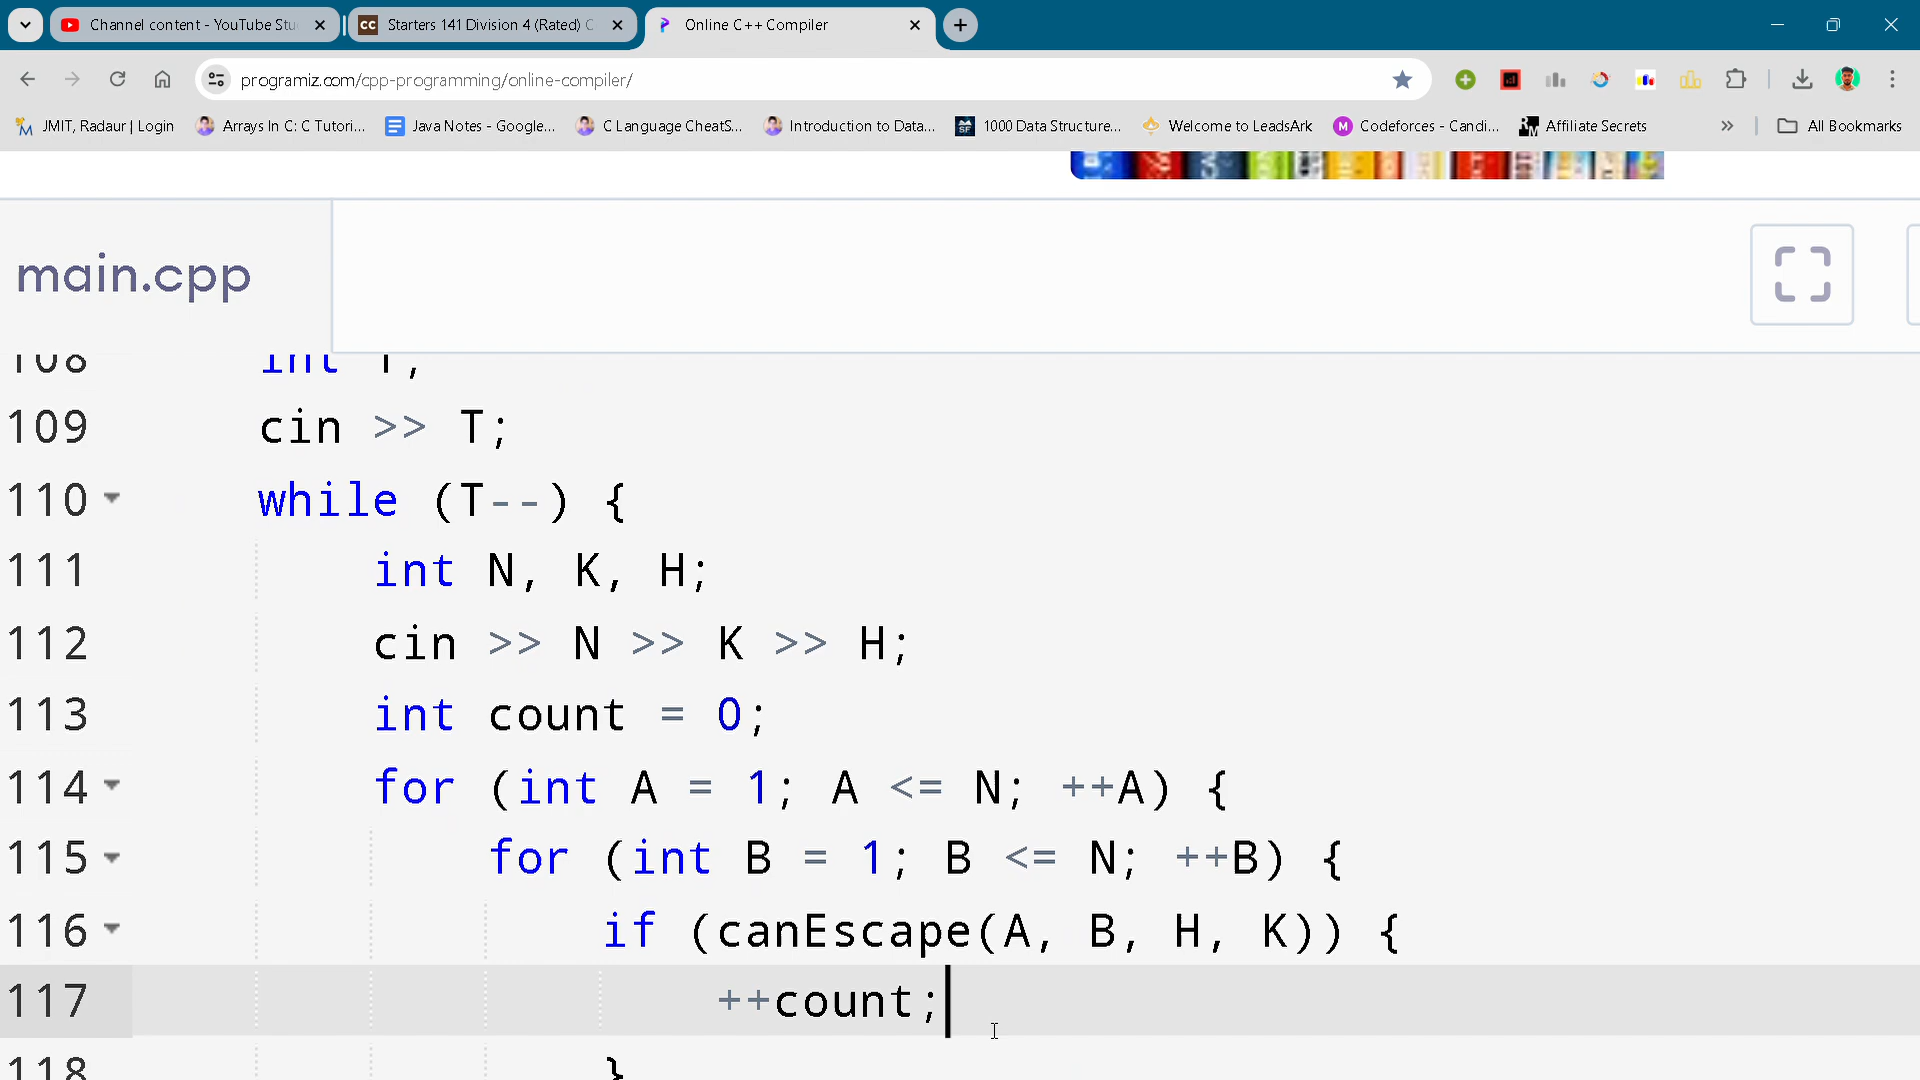 Channel content - YouTube Stu
Starters 141 Division 4 (Rated) C
Online C++ Compiler
programiz.com/cpp-programming/online-compiler/
JMIT, Radaur | Login
Arrays In C: C Tutori...
Java Notes - Google...
C Language CheatS...
Introduction to Data...
1000 Data Structure...
Welcome to LeadsArk
Codeforces - Candi...
Affiliate Secrets
All Bookmarks
main.cpp
108 int T;
109 cin >> T;
110 while (T--) {
111 int N, K, H;
112 cin >> N >> K >> H;
113 int count = 0;
114 for (int A = 1; A <= N; ++A) {
115 for (int B = 1; B <= N; ++B) {
116 if (canEscape(A, B, H, K)) {
117 ++count;
118 }